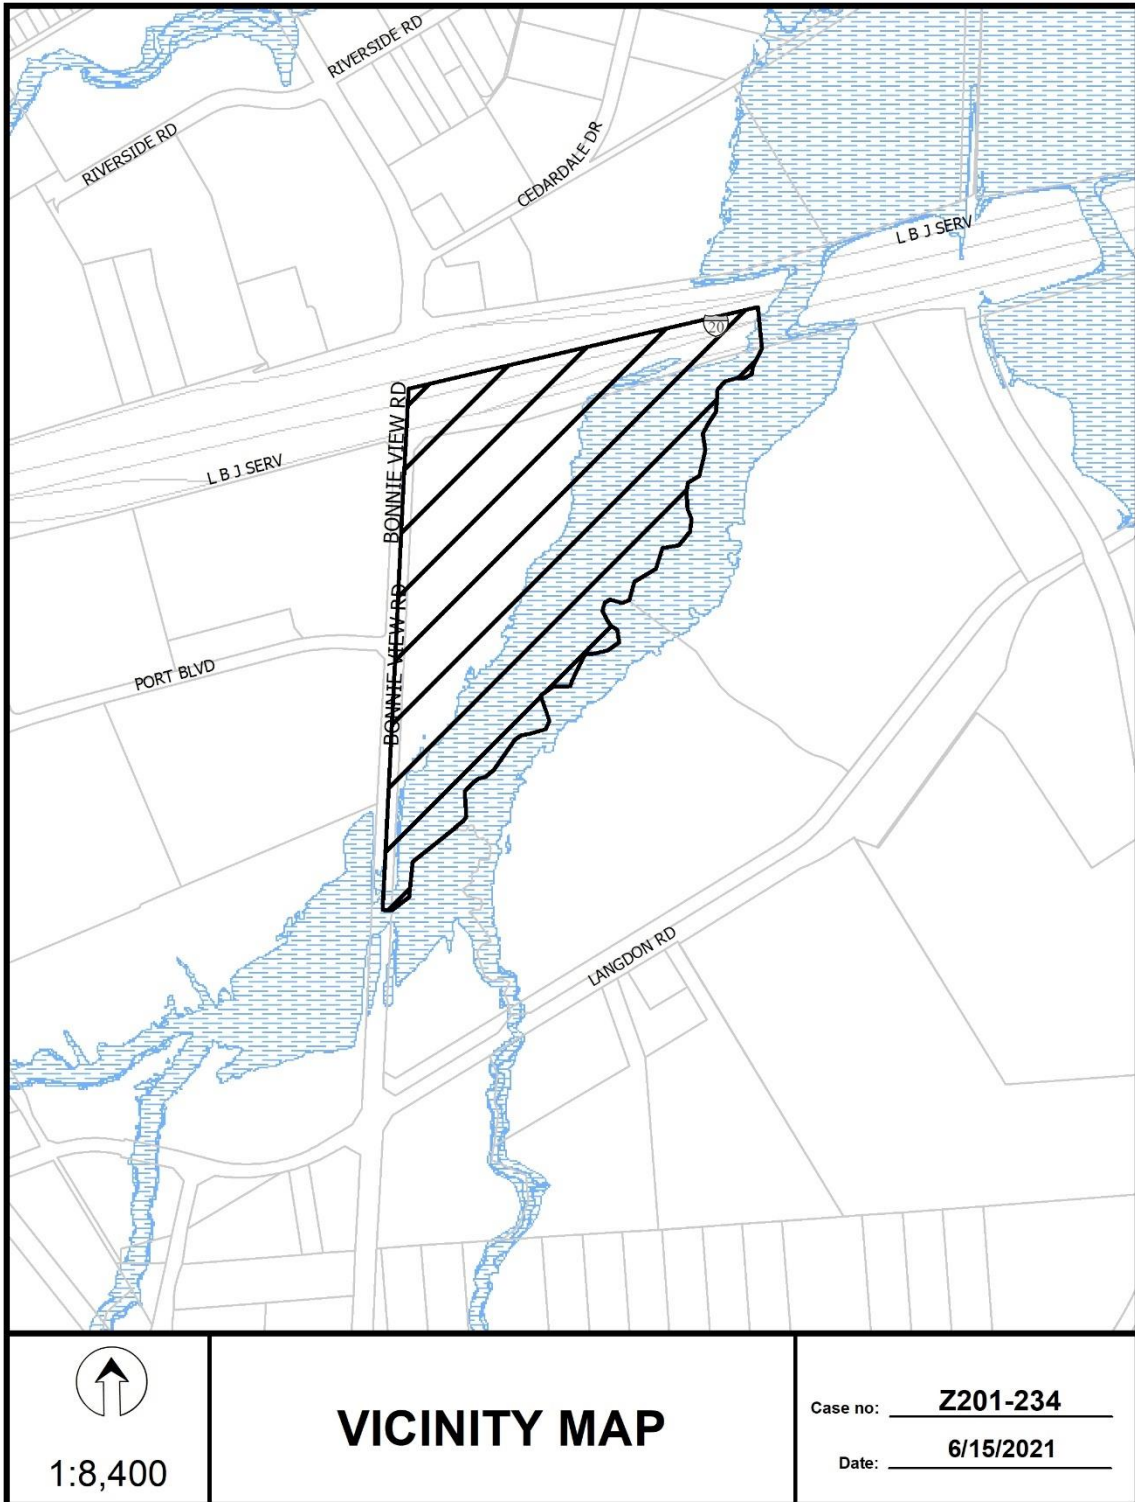 RIVERSIDE RD
RIVERSIDE RD
CEDARDALE DR
L B J SERV
20
BONNIE VIEW RD
L B J SERV
BONNIE VIEW RD
PORT BLVD
LANGDON RD
1:8,400
VICINITY MAP
Case no: Z201-234
Date: 6/15/2021